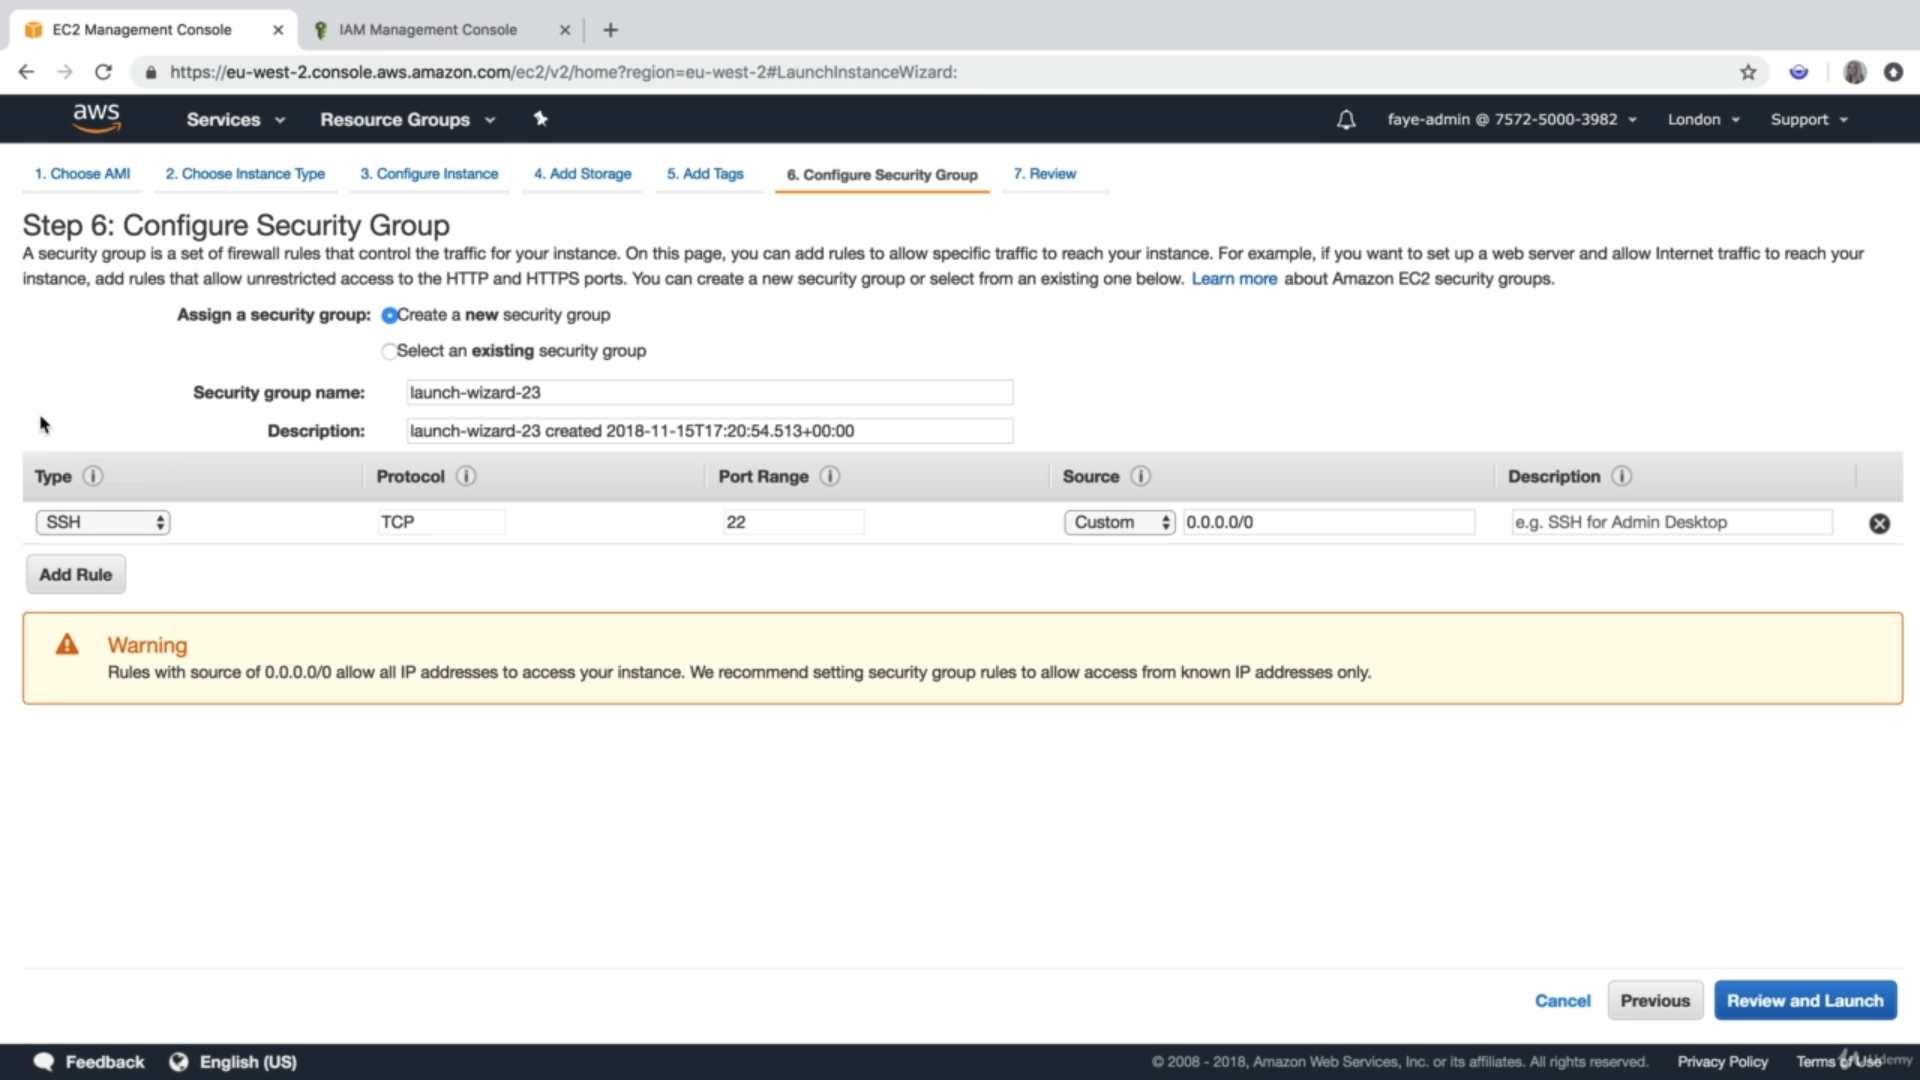 EC2 Management Console
IAM Management Console
https://eu-west-2.console.aws.amazon.com/ec2/v2/home?region=eu-west-2#LaunchInstanceWizard:
aws
Services
Resource Groups
faye-admin @ 7572-5000-3982
London
Support
1. Choose AMI
2. Choose Instance Type
3. Configure Instance
4. Add Storage
5. Add Tags
6. Configure Security Group
7. Review
Step 6: Configure Security Group
A security group is a set of firewall rules that control the traffic for your instance. On this page, you can add rules to allow specific traffic to reach your instance. For example, if you want to set up a web server and allow Internet traffic to reach your
instance, add rules that allow unrestricted access to the HTTP and HTTPS ports. You can create a new security group or select from an existing one below. Learn more about Amazon EC2 security groups.
Assign a security group: Create a new security group
Select an existing security group
Security group name: launch-wizard-23
Description: launch-wizard-23 created 2018-11-15T17:20:54.513+00:00
Type Protocol Port Range Source Description
SSH TCP 22 Custom 0.0.0.0/0 e.g. SSH for Admin Desktop
Add Rule
Warning
Rules with source of 0.0.0.0/0 allow all IP addresses to access your instance. We recommend setting security group rules to allow access from known IP addresses only.
Cancel
Previous
Review and Launch
Feedback
English (US)
© 2008 - 2018, Amazon Web Services, Inc. or its affiliates. All rights reserved.
Privacy Policy
Terms of Use